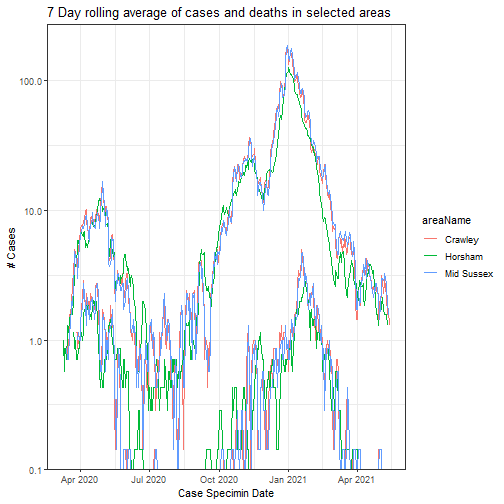 7 Day rolling average of cases and deaths in selected areas
# Cases
100.0
10.0
1.0
0.1
Apr 2020
Jul 2020
Oct 2020
Jan 2021
Apr 2021
Case Specimin Date
areaName
Crawley
Horsham
Mid Sussex